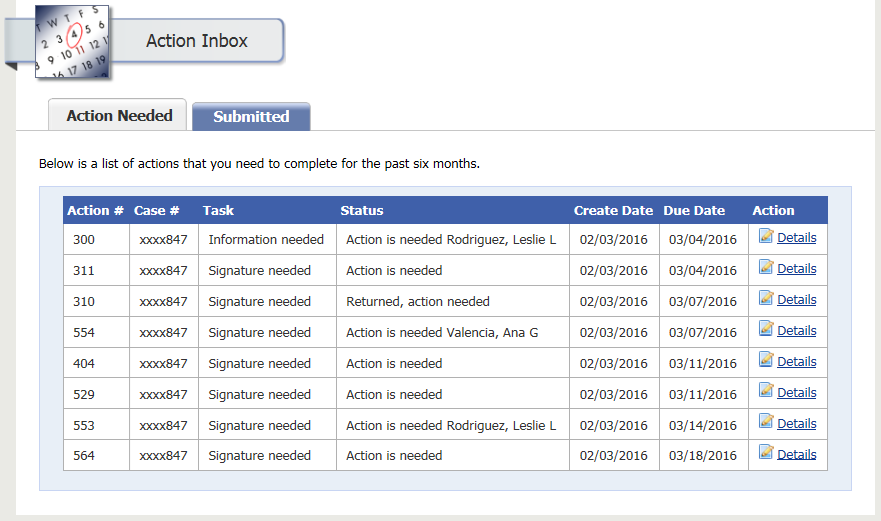 T W T F S
2 3 4 5 6
9 10 11 12
16 17 18 19
Action Inbox
Action Needed Submitted
Below is a list of actions that you need to complete for the past six months.
Action # Case # Task Status Create Date Due Date Action
300 xxxx847 Information needed Action is needed Rodriguez, Leslie L 02/03/2016 03/04/2016 Details
311 xxxx847 Signature needed Action is needed 02/03/2016 03/04/2016 Details
310 xxxx847 Signature needed Returned, action needed 02/03/2016 03/07/2016 Details
554 xxxx847 Signature needed Action is needed Valencia, Ana G 02/03/2016 03/07/2016 Details
404 xxxx847 Signature needed Action is needed 02/03/2016 03/11/2016 Details
529 xxxx847 Signature needed Action is needed 02/03/2016 03/11/2016 Details
553 xxxx847 Signature needed Action is needed Rodriguez, Leslie L 02/03/2016 03/14/2016 Details
564 xxxx847 Signature needed Action is needed 02/03/2016 03/18/2016 Details